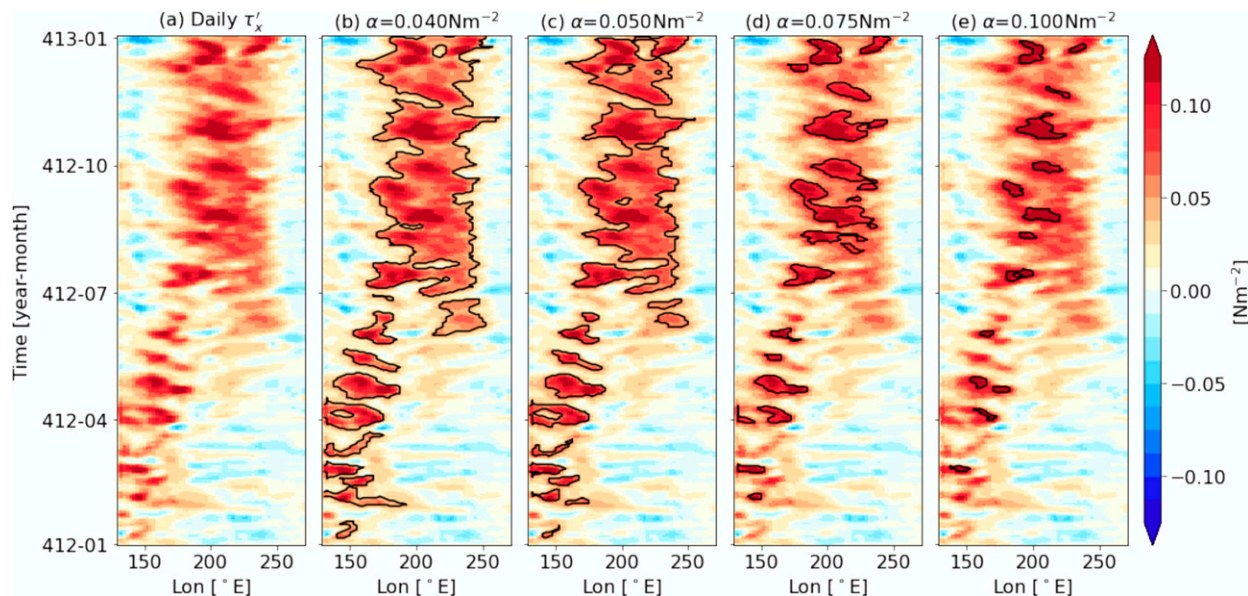 (a) Daily τ′ₓ
(b) α=0.040Nm⁻²
(c) α=0.050Nm⁻²
(d) α=0.075Nm⁻²
(e) α=0.100Nm⁻²
Time [year-month]
413-01
412-10
412-07
412-04
412-01
150 200 250
150 200 250
150 200 250
150 200 250
150 200 250
Lon [°E]
Lon [°E]
Lon [°E]
Lon [°E]
Lon [°E]
0.10
0.05
0.00
−0.05
−0.10
[Nm⁻²]